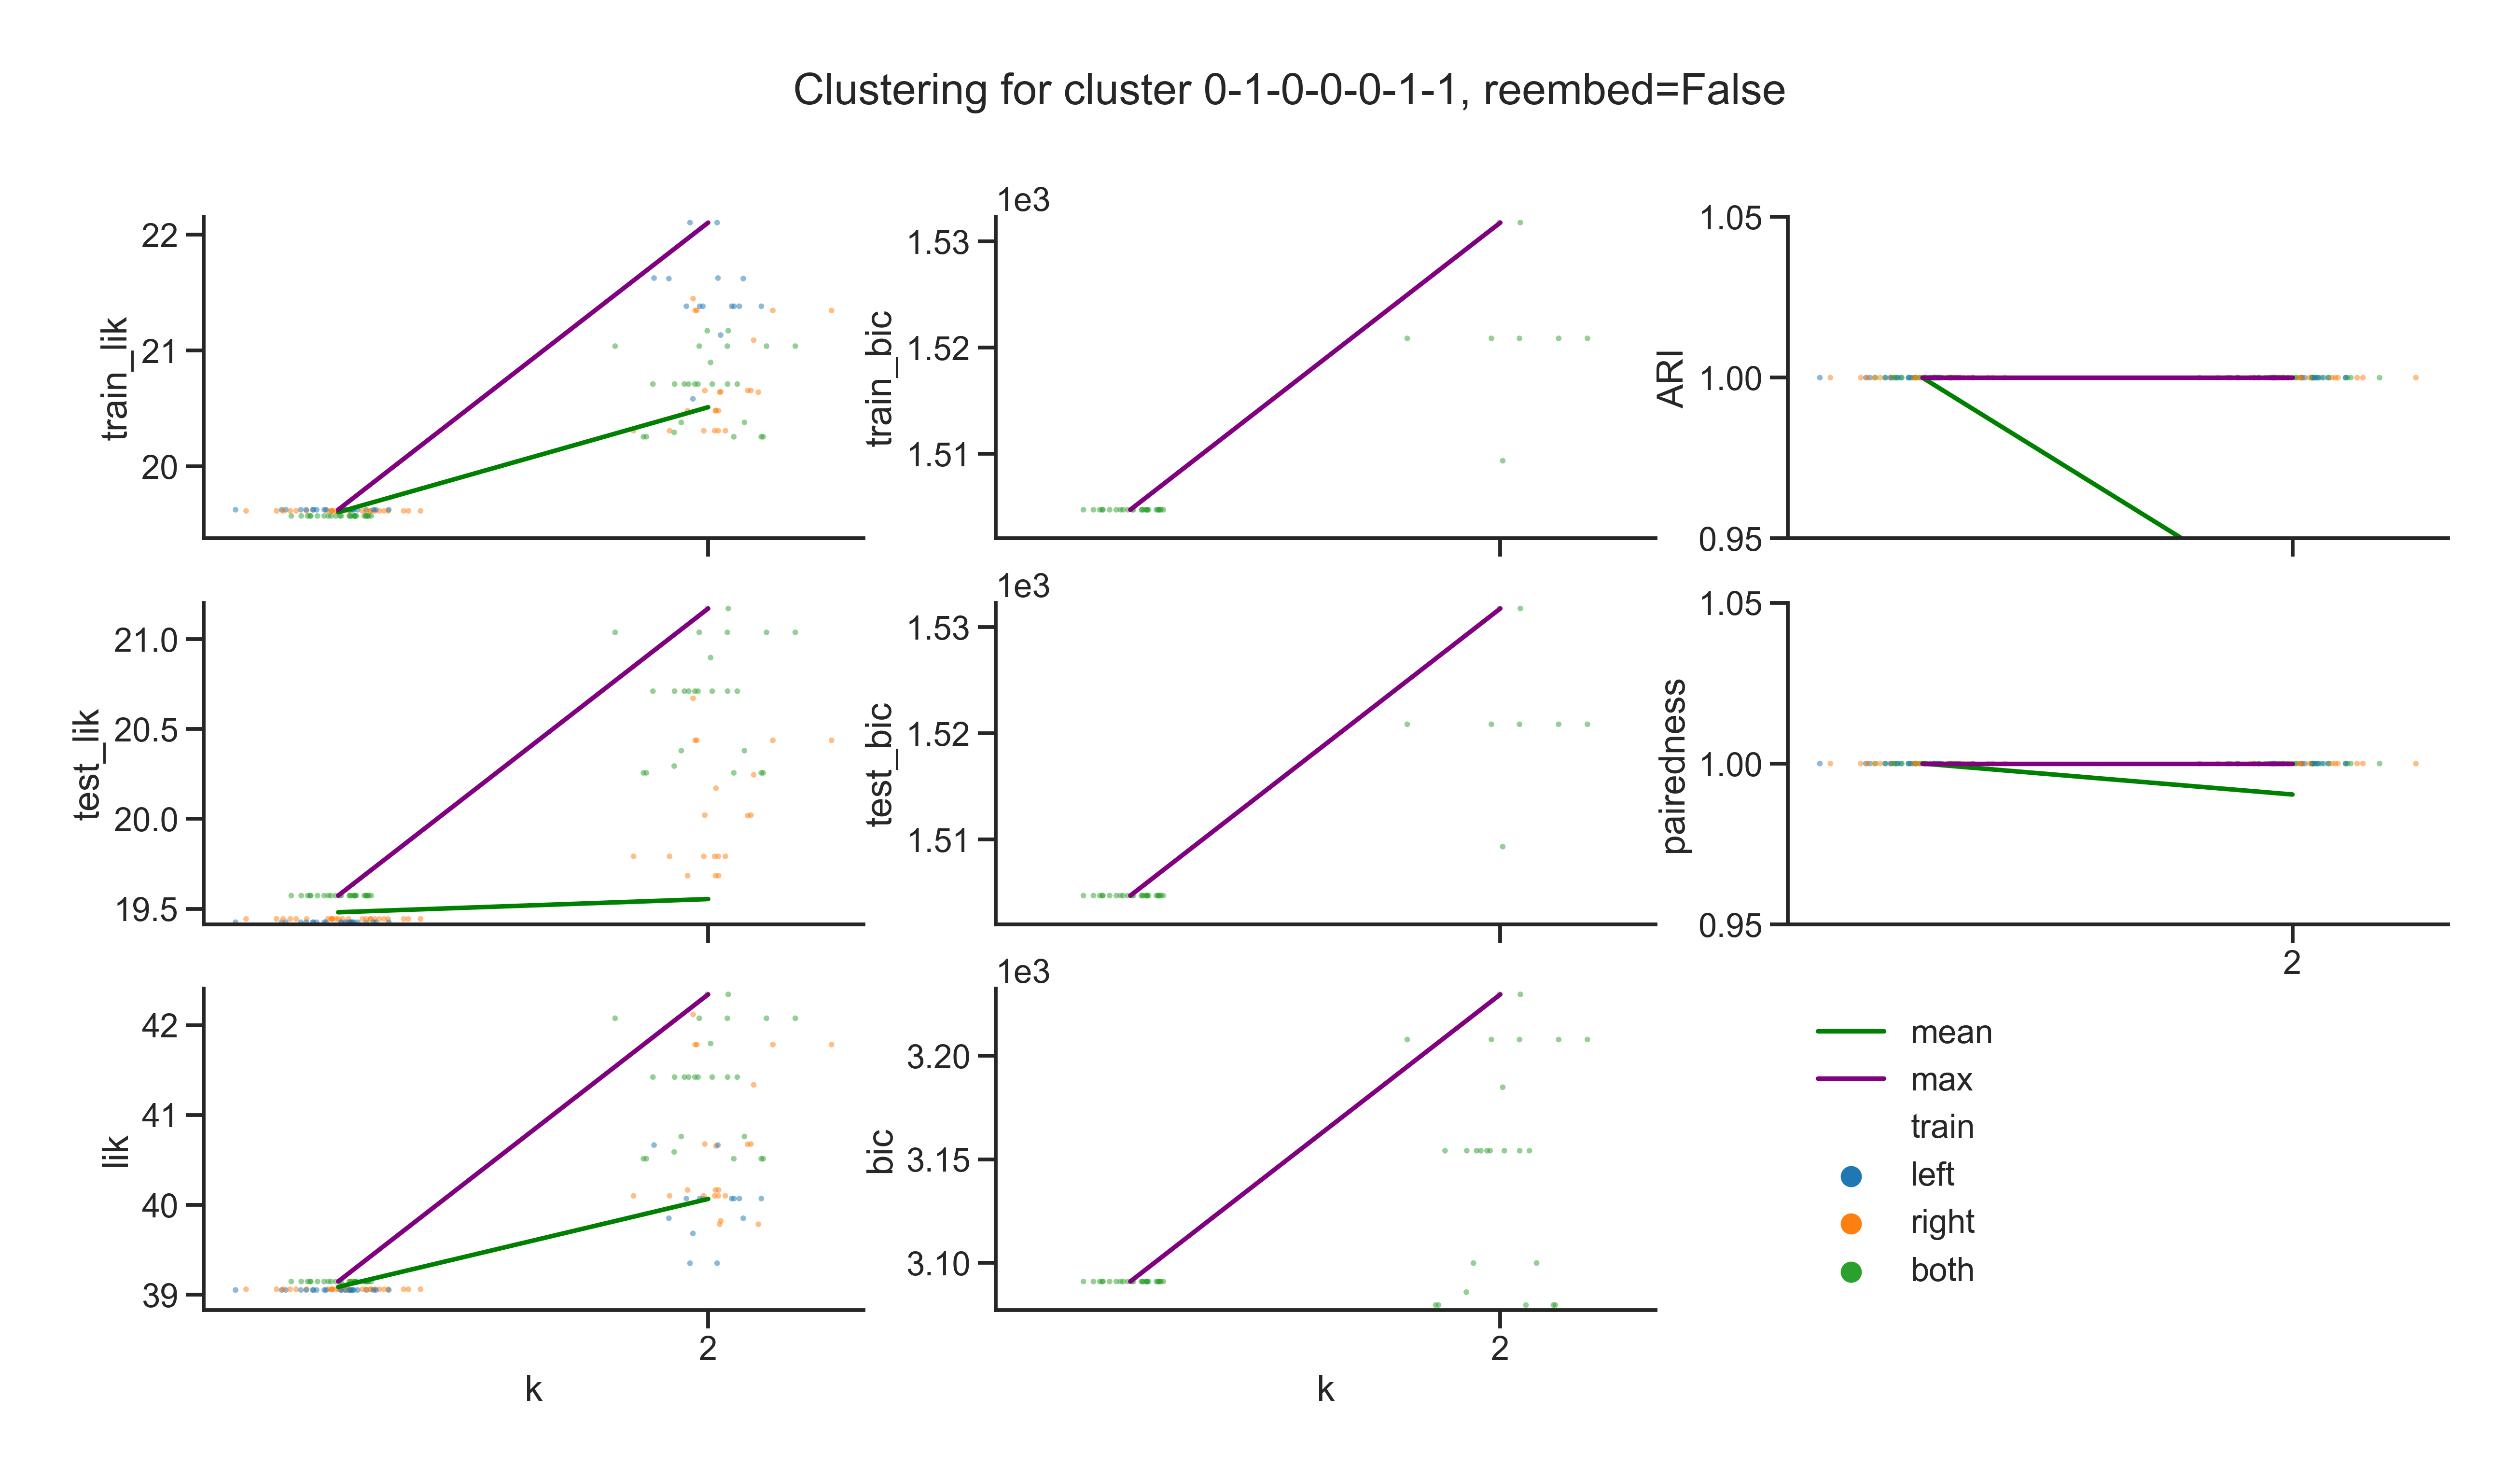 Clustering for cluster 0-1-0-0-0-1-1, reembed=False
train_lik
22
21
20
1e3
train_bic
1.53
1.52
1.51
ARI
1.05
1.00
0.95
test_lik
21.0
20.5
20.0
19.5
1e3
test_bic
1.53
1.52
1.51
pairedness
1.05
1.00
0.95
2
lik
42
41
40
39
2
k
1e3
bic
3.20
3.15
3.10
2
k
mean
max
train
left
right
both